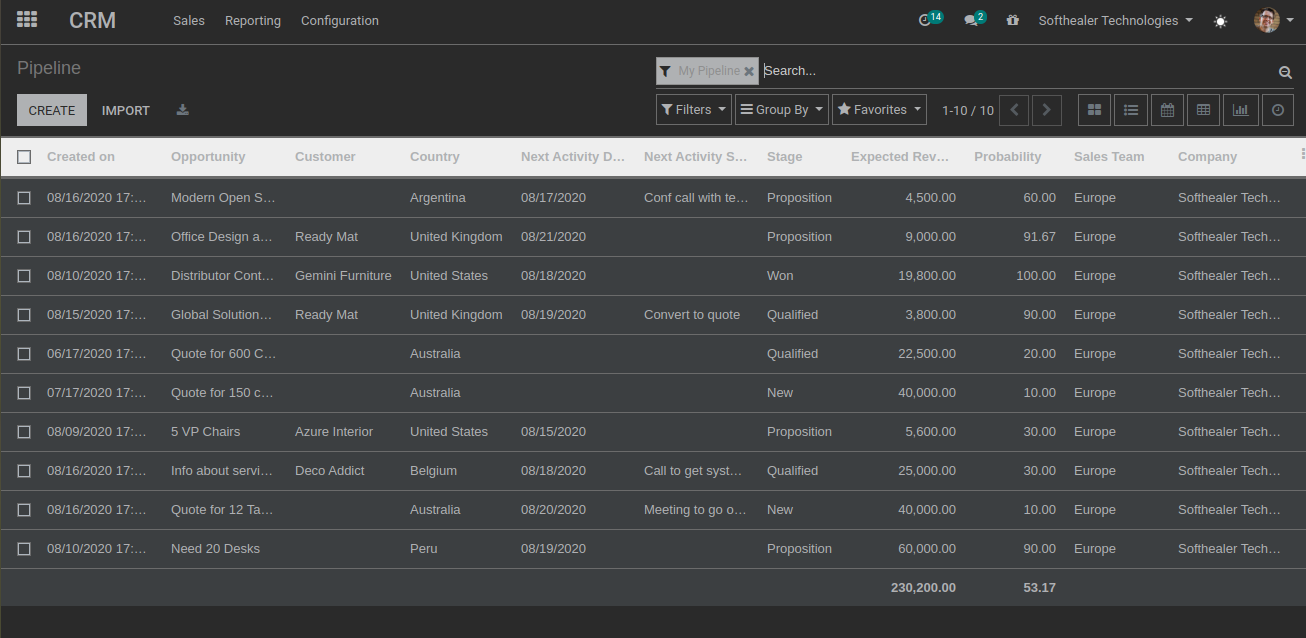 CRM Sales Reporting Configuration 14 2 Softhealer Technologies
Pipeline My Pipeline Search...
CREATE IMPORT Filters Group By Favorites 1-10 / 10
Created on Opportunity Customer Country Next Activity D... Next Activity S... Stage Expected Rev... Probability Sales Team Company
08/16/2020 17:... Modern Open S... Argentina 08/17/2020 Conf call with te... Proposition 4,500.00 60.00 Europe Softhealer Tech...
08/16/2020 17:... Office Design a... Ready Mat United Kingdom 08/21/2020 Proposition 9,000.00 91.67 Europe Softhealer Tech...
08/10/2020 17:... Distributor Cont... Gemini Furniture United States 08/18/2020 Won 19,800.00 100.00 Europe Softhealer Tech...
08/15/2020 17:... Global Solution... Ready Mat United Kingdom 08/19/2020 Convert to quote Qualified 3,800.00 90.00 Europe Softhealer Tech...
06/17/2020 17:... Quote for 600 C... Australia Qualified 22,500.00 20.00 Europe Softhealer Tech...
07/17/2020 17:... Quote for 150 c... Australia New 40,000.00 10.00 Europe Softhealer Tech...
08/09/2020 17:... 5 VP Chairs Azure Interior United States 08/15/2020 Proposition 5,600.00 30.00 Europe Softhealer Tech...
08/16/2020 17:... Info about servi... Deco Addict Belgium 08/18/2020 Call to get syst... Qualified 25,000.00 30.00 Europe Softhealer Tech...
08/16/2020 17:... Quote for 12 Ta... Australia 08/20/2020 Meeting to go o... New 40,000.00 10.00 Europe Softhealer Tech...
08/10/2020 17:... Need 20 Desks Peru 08/19/2020 Proposition 60,000.00 90.00 Europe Softhealer Tech...
230,200.00 53.17